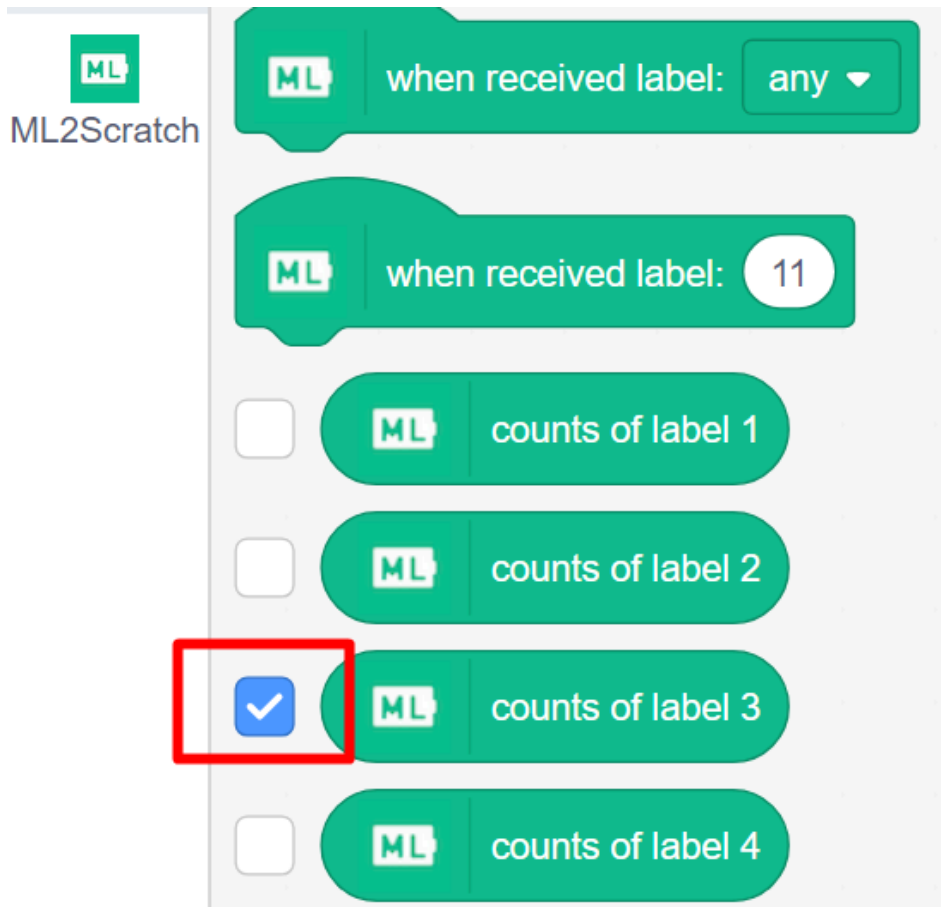 ML
ML2Scratch
ML when received label: any
ML when received label: 11
ML counts of label 1
ML counts of label 2
ML counts of label 3
ML counts of label 4